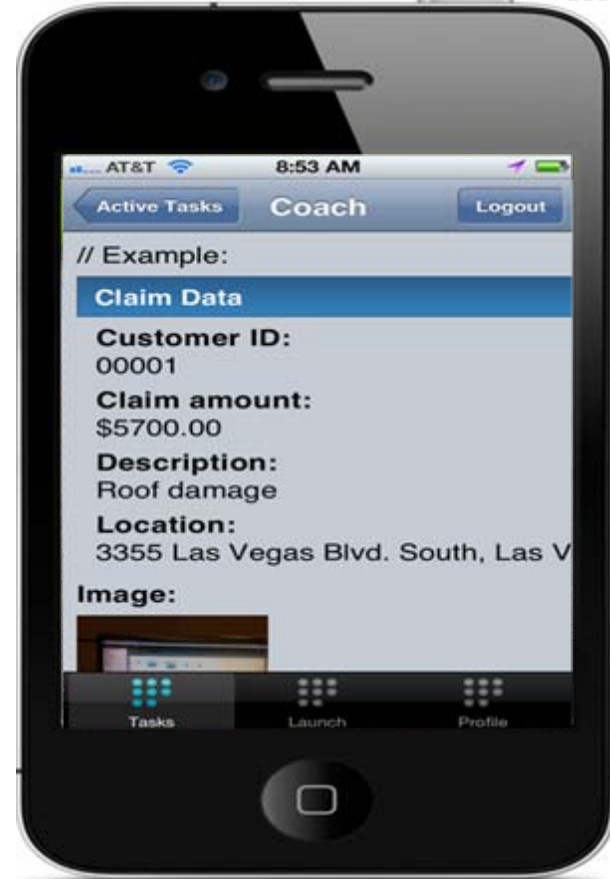 AT&T 8:53 AM
Active Tasks Coach Logout
// Example:
Claim Data
Customer ID:
00001
Claim amount:
$5700.00
Description:
Roof damage
Location:
3355 Las Vegas Blvd. South, Las V
Image:
Tasks Launch Profile